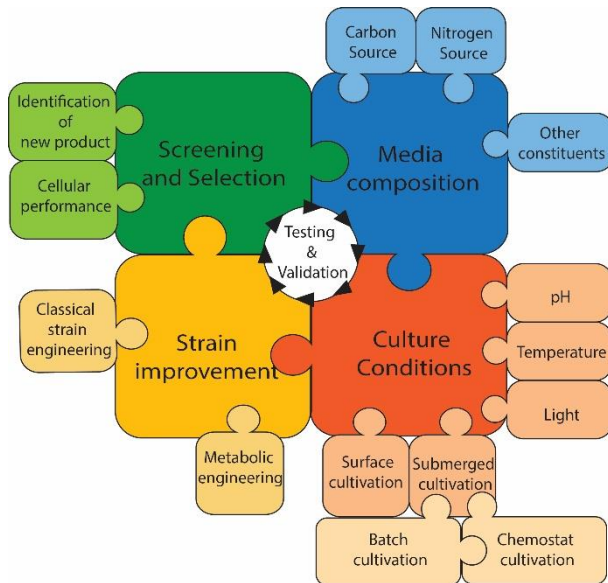 Carbon
Source
Nitrogen
Source
Identification
of
new product
Cellular
performance
Screening
and Selection
Media
composition
Other
constituents
Testing
&
Validation
Classical
strain
engineering
Strain
improvement
Culture
Conditions
pH
Temperature
Light
Metabolic
engineering
Surface
cultivation
Submerged
cultivation
Batch
cultivation
Chemostat
cultivation